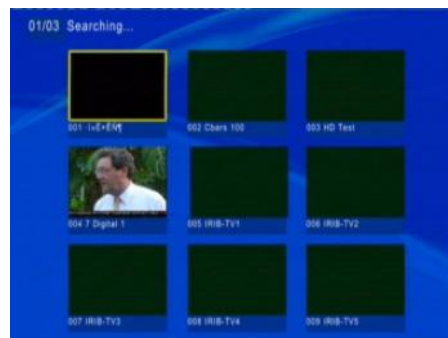 01/03 Searching...
001
002 Cbars 100
003 HD Test
004 7 Digital 1
005 IRIB-TV1
006 IRIB-TV2
007 IRIB-TV3
008 IRIB-TV4
009 IRIB-TV5